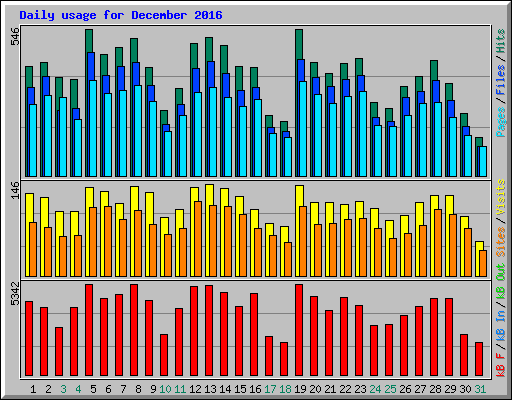 Daily usage for December 2016
546
Pages / Files / Hits
146
Sites / Visits
5342
kB F / kB In / kB Out
1 2 3 4 5 6 7 8 9 10 11 12 13 14 15 16 17 18 19 20 21 22 23 24 25 26 27 28 29 30 31